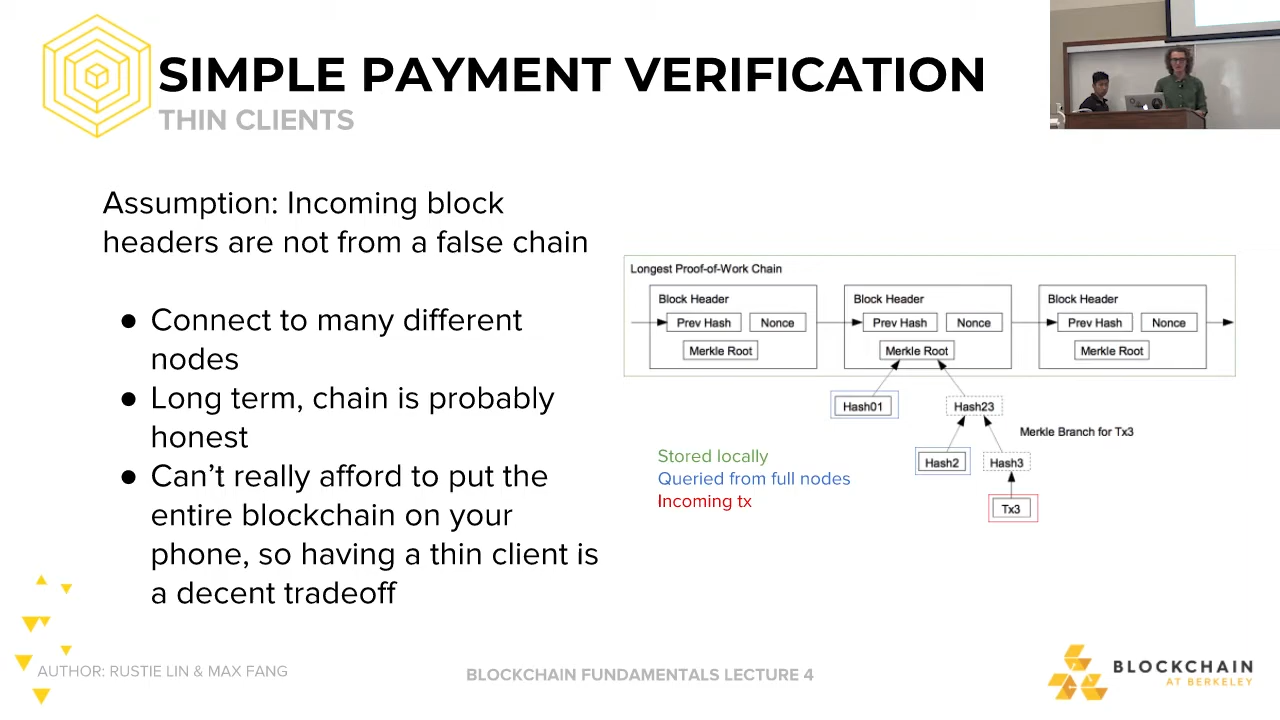 SIMPLE PAYMENT VERIFICATION
THIN CLIENTS
Assumption: Incoming block
headers are not from a false chain
● Connect to many different
nodes
● Long term, chain is probably
honest
● Can't really afford to put the
entire blockchain on your
phone, so having a thin client is
a decent tradeoff
Longest Proof-of-Work Chain
Block Header
Prev Hash
Nonce
Merkle Root
Block Header
Prev Hash
Nonce
Merkle Root
Block Header
Prev Hash
Nonce
Merkle Root
Hash01
Hash23
Merkle Branch for Tx3
Hash2
Hash3
Tx3
Stored locally
Queried from full nodes
Incoming tx
AUTHOR: RUSTIE LIN & MAX FANG
BLOCKCHAIN FUNDAMENTALS LECTURE 4
BLOCKCHAIN
AT BERKELEY